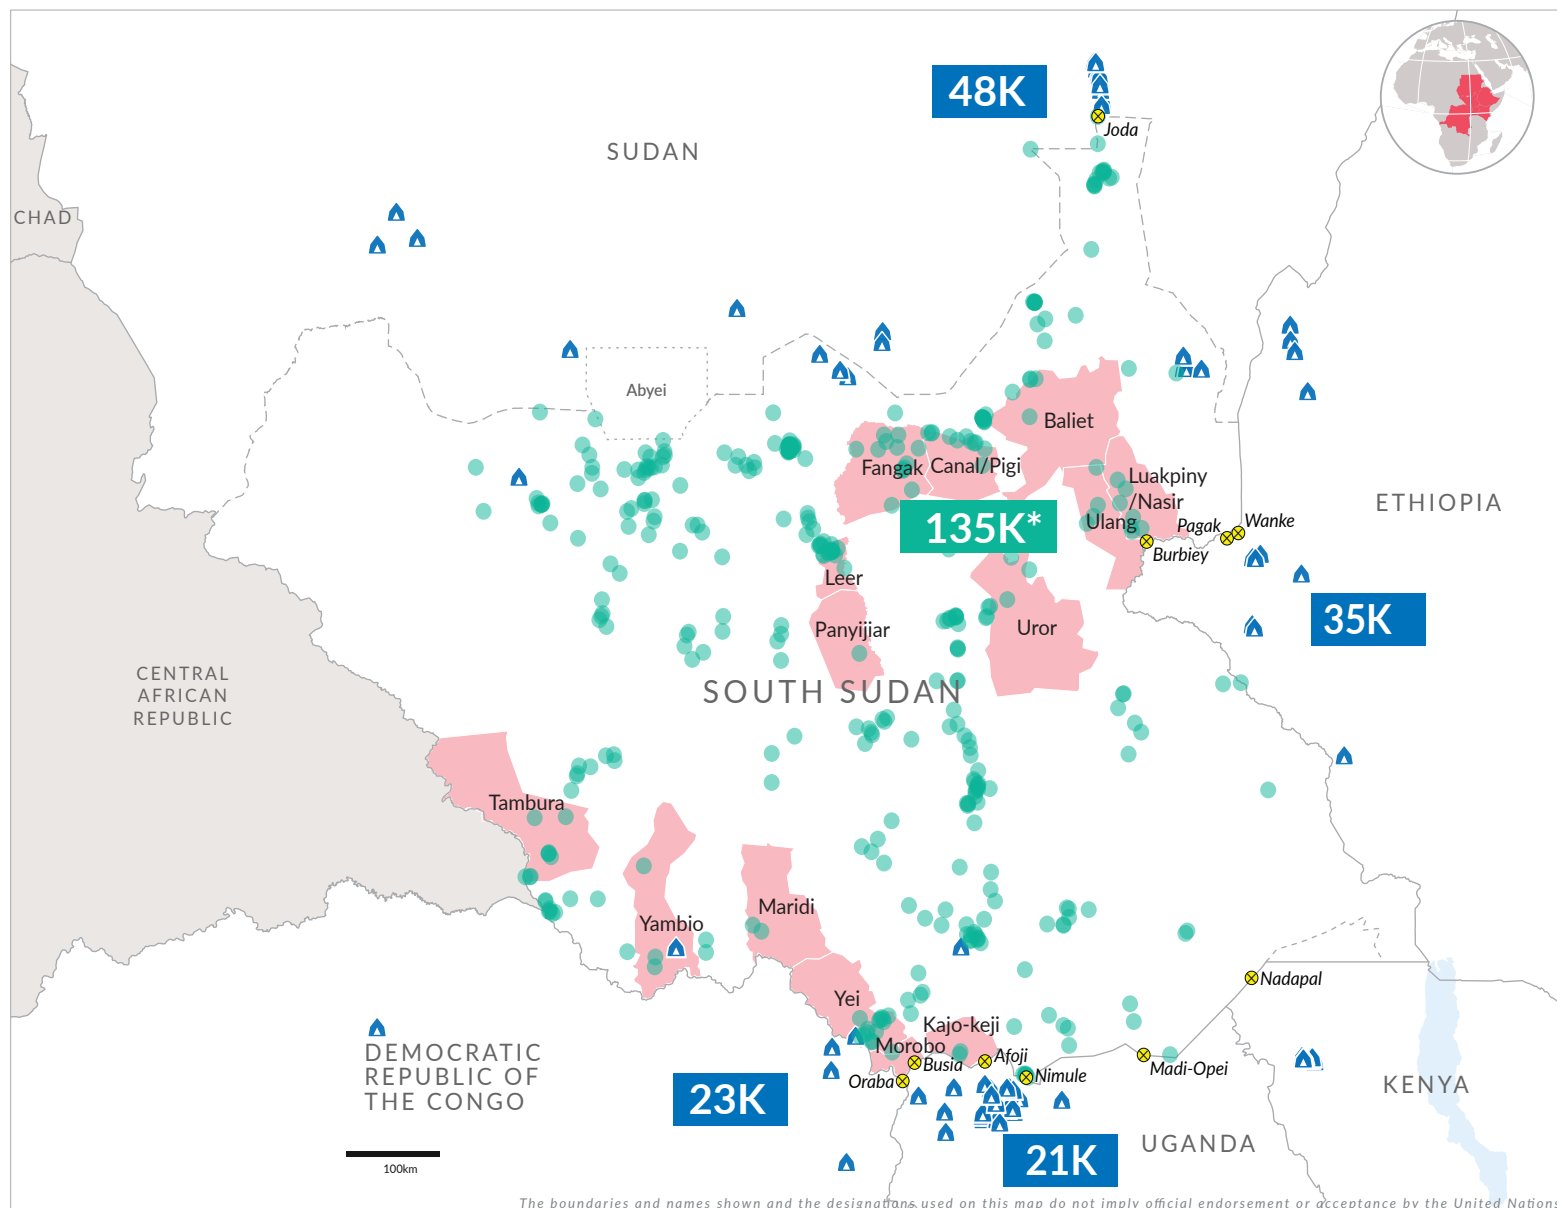 48K
Joda
SUDAN
CHAD
Abyei
Baliet
Fangak
Canal/Pigi
Luakpiny
/Nasir
Ulang
135K*
Pagak
Wanke
Burbiey
ETHIOPIA
Leer
35K
Panyijiar
Uror
SOUTH SUDAN
CENTRAL
AFRICAN
REPUBLIC
Tambura
Yambio
Maridi
Yei
Nadapal
Kajo-keji
Morobo
Afoji
Busia
Oraba
Nimule
Madi-Opei
DEMOCRATIC
REPUBLIC OF
THE CONGO
KENYA
23K
21K
UGANDA
100km
The boundaries and names shown and the designations used on this map do not imply official endorsement or acceptance by the United Nations